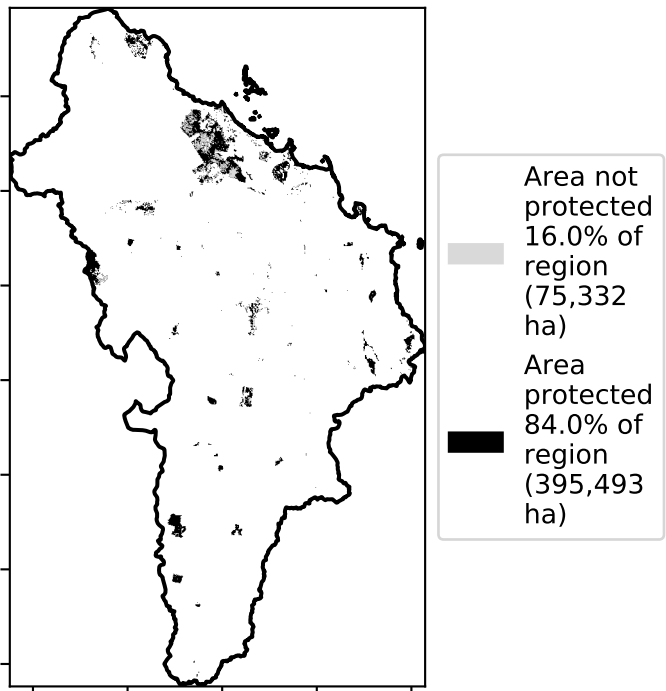 Area not
protected
16.0% of
region
(75,332
ha)
Area
protected
84.0% of
region
(395,493
ha)